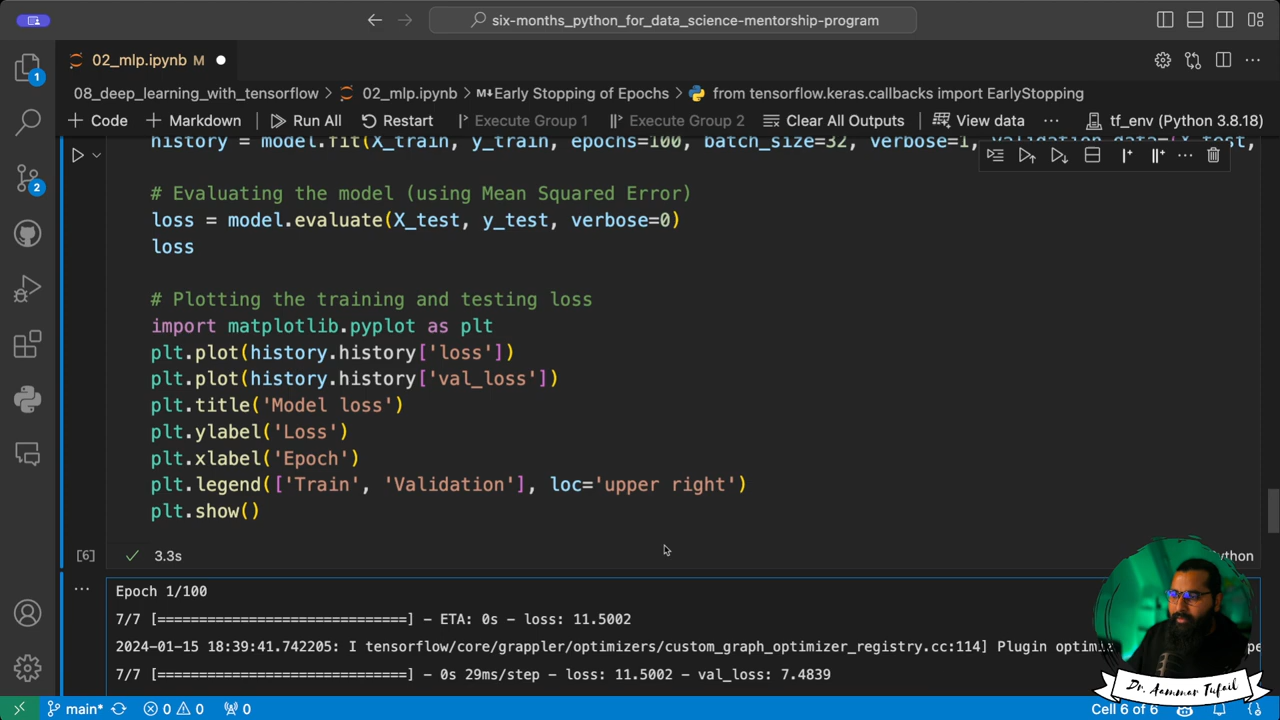 six-months_python_for_data_science-mentorship-program
02_mlp.ipynb M
08_deep_learning_with_tensorflow > 02_mlp.ipynb > M↓Early Stopping of Epochs > from tensorflow.keras.callbacks import EarlyStopping
+ Code + Markdown Run All Restart Execute Group 1 Execute Group 2 Clear All Outputs View data ··· tf_env (Python 3.8.18)
history = model.fit(X_train, y_train, epochs=100, batch_size=32, verbose=1, validation_data=(X_test,
# Evaluating the model (using Mean Squared Error)
loss = model.evaluate(X_test, y_test, verbose=0)
loss
# Plotting the training and testing loss
import matplotlib.pyplot as plt
plt.plot(history.history['loss'])
plt.plot(history.history['val_loss'])
plt.title('Model loss')
plt.ylabel('Loss')
plt.xlabel('Epoch')
plt.legend(['Train', 'Validation'], loc='upper right')
plt.show()
[6] ✓ 3.3s
Epoch 1/100
7/7 [==============================] - ETA: 0s - loss: 11.5002
2024-01-15 18:39:41.742205: I tensorflow/core/grappler/optimizers/custom_graph_optimizer_registry.cc:114] Plugin optimi
7/7 [==============================] - 0s 29ms/step - loss: 11.5002 - val_loss: 7.4839
Dr. Aammar Tufail
main* 0 0 0
Cell 6 of 6
1
2